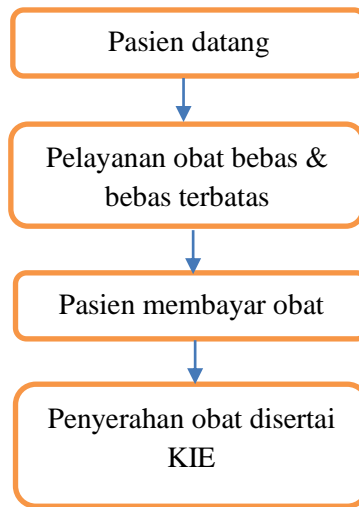 Pasien datang
Pelayanan obat bebas &
bebas terbatas
Pasien membayar obat
Penyerahan obat disertai
KIE